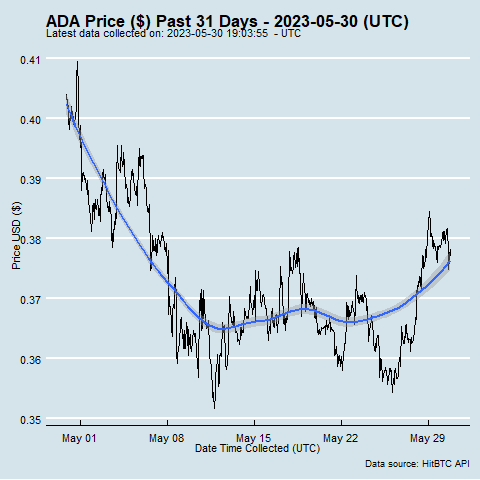 ADA Price ($) Past 31 Days - 2023-05-30 (UTC)
Latest data collected on: 2023-05-30 19:03:55  - UTC
0.41
0.40
0.39
0.38
0.37
0.36
0.35
Price USD ($)
May 01
May 08
May 15
May 22
May 29
Date Time Collected (UTC)
Data source: HitBTC API